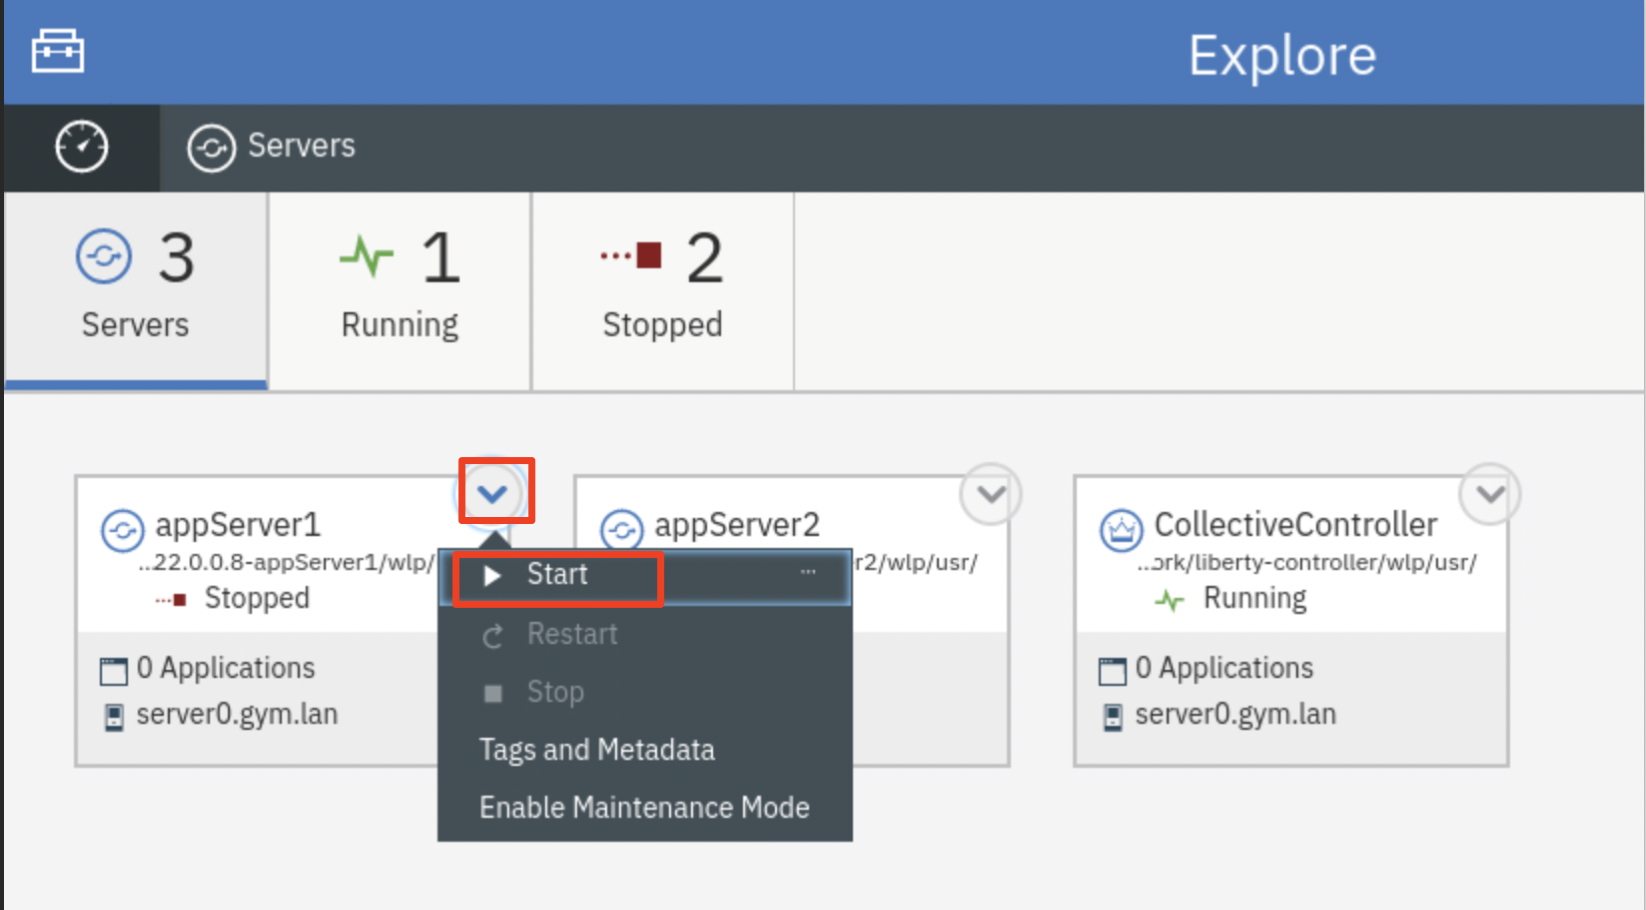 Explore
Servers
3
Servers
1
Running
2
Stopped
appServer1
...22.0.0.8-appServer1/wlp/
Stopped
0 Applications
server0.gym.lan
Start ...
Restart
Stop
Tags and Metadata
Enable Maintenance Mode
appServer2
r2/wlp/usr/
CollectiveController
...ork/liberty-controller/wlp/usr/
Running
0 Applications
server0.gym.lan